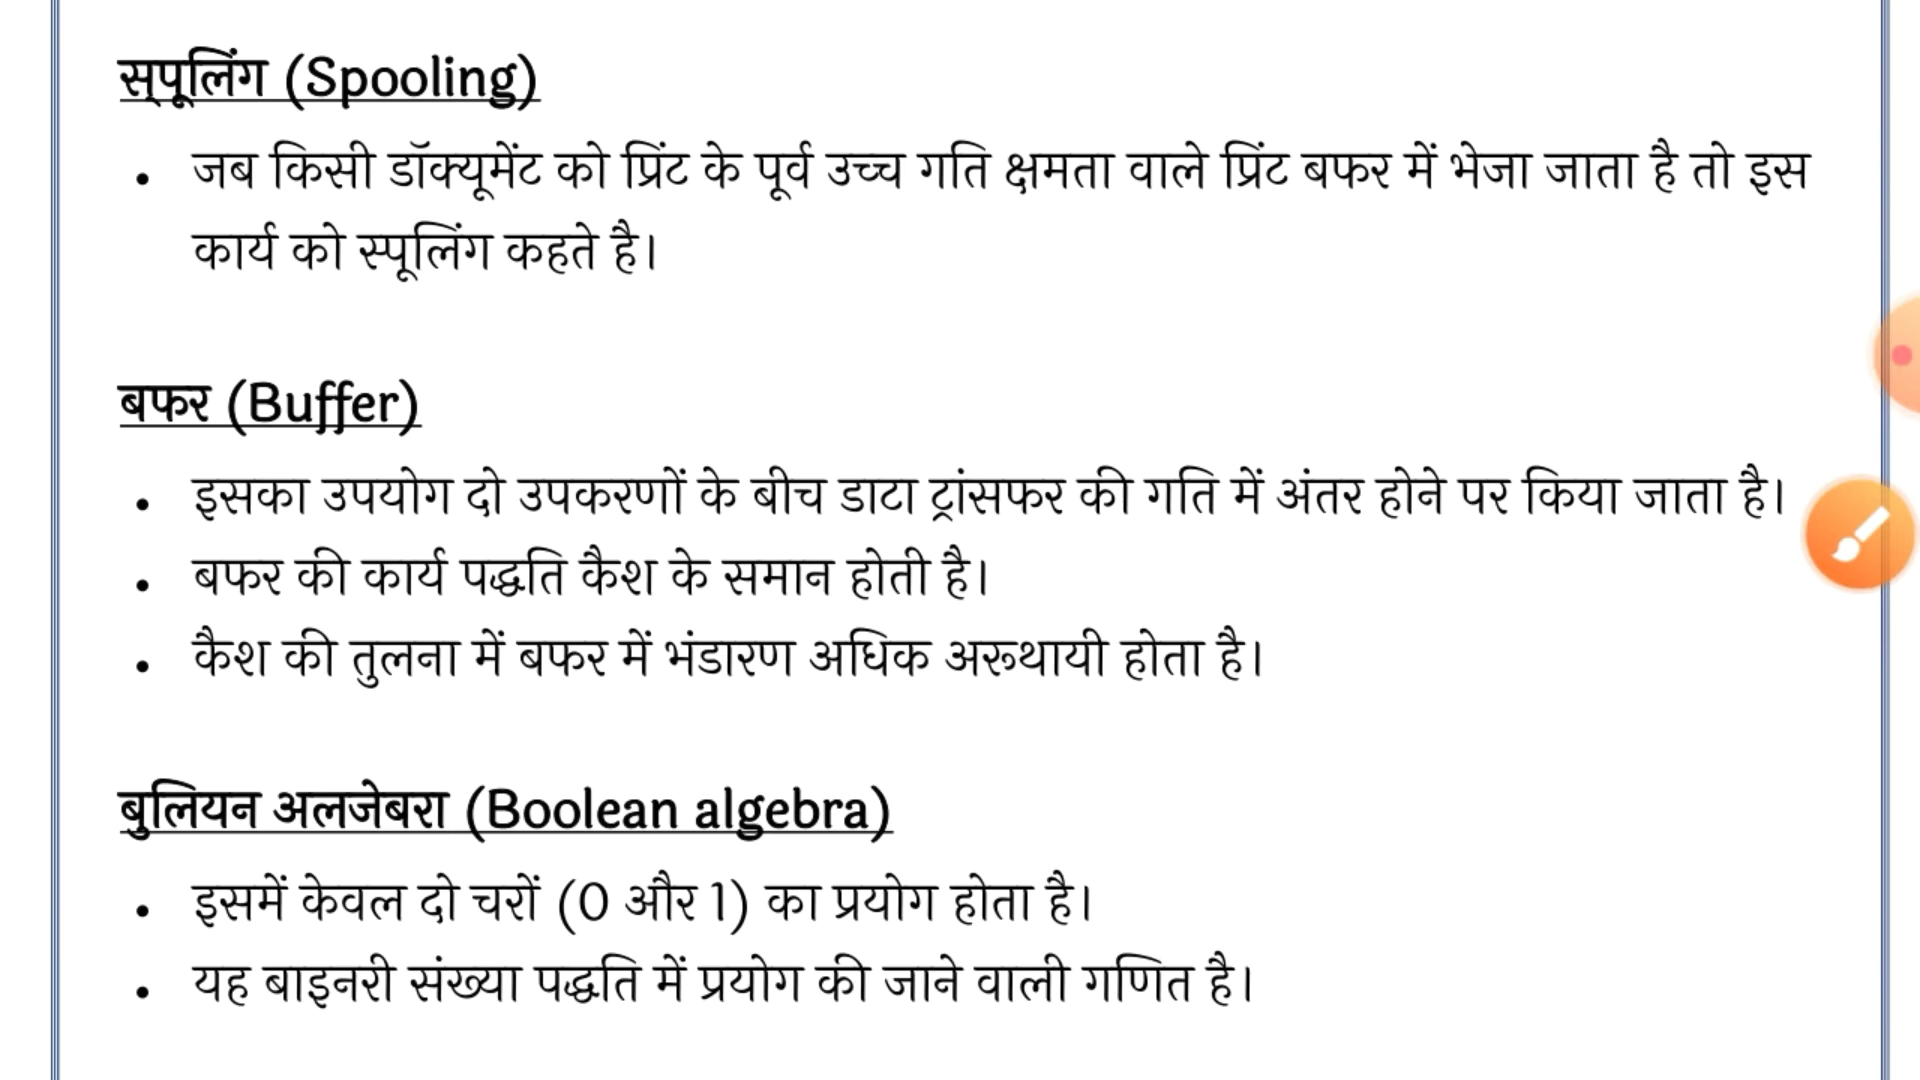 स्पूलिंग (Spooling)
• जब किसी डॉक्यूमेंट को प्रिंट के पूर्व उच्च गति क्षमता वाले प्रिंट बफर में भेजा जाता है तो इस
कार्य को स्पूलिंग कहते है।
बफर (Buffer)
• इसका उपयोग दो उपकरणों के बीच डाटा ट्रांसफर की गति में अंतर होने पर किया जाता है।
• बफर की कार्य पद्धति कैश के समान होती है।
• कैश की तुलना में बफर में भंडारण अधिक अस्थायी होता है।
बुलियन अलजेबरा (Boolean algebra)
• इसमें केवल दो चरों (0 और 1) का प्रयोग होता है।
• यह बाइनरी संख्या पद्धति में प्रयोग की जाने वाली गणित है।